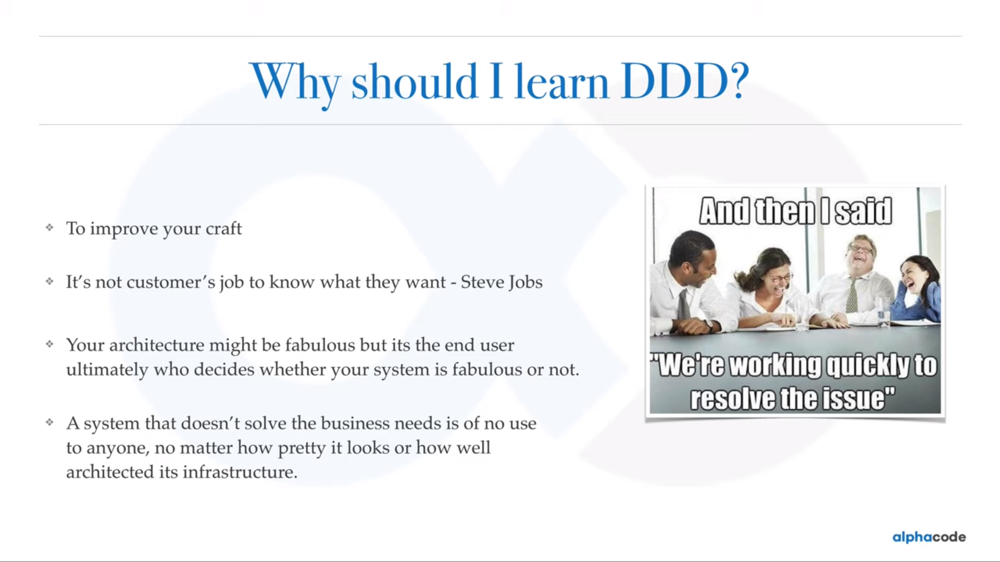 Why should I learn DDD?
To improve your craft
It's not customer's job to know what they want - Steve Jobs
Your architecture might be fabulous but its the end user
ultimately who decides whether your system is fabulous or not.
A system that doesn't solve the business needs is of no use
to anyone, no matter how pretty it looks or how well
architected its infrastructure.
And then I said
"We're working quickly to
resolve the issue"
alphacode